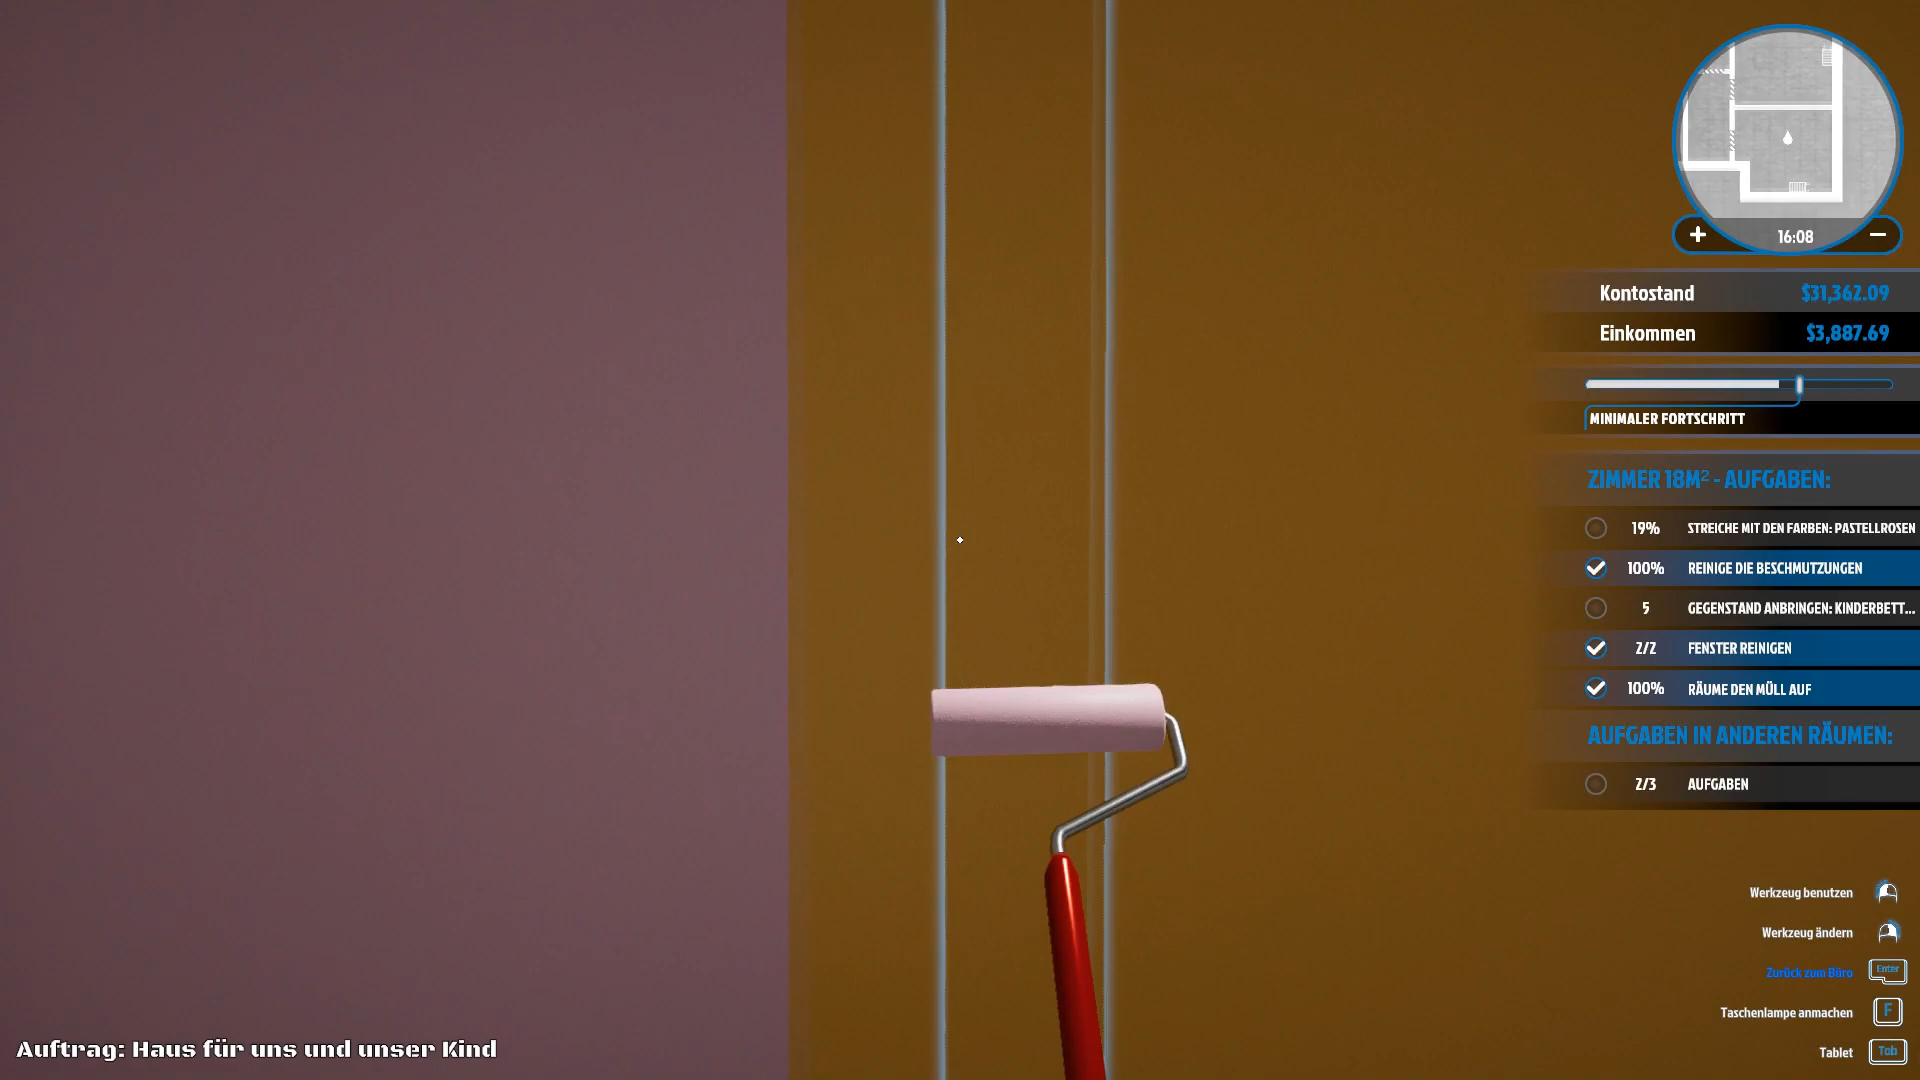 16:08
Kontostand $31,362.09
Einkommen $3,887.69
MINIMALER FORTSCHRITT
ZIMMER 18M² - AUFGABEN:
19% STREICHE MIT DEN FARBEN: PASTELLROSEN
100% REINIGE DIE BESCHMUTZUNGEN
5 GEGENSTAND ANBRINGEN: KINDERBETT...
2/2 FENSTER REINIGEN
100% RÄUME DEN MÜLL AUF
AUFGABEN IN ANDEREN RÄUMEN:
2/3 AUFGABEN
Werkzeug benutzen
Werkzeug ändern
Zurück zum Büro Enter
Taschenlampe anmachen F
Tablet Tab
Auftrag: Haus für uns und unser Kind